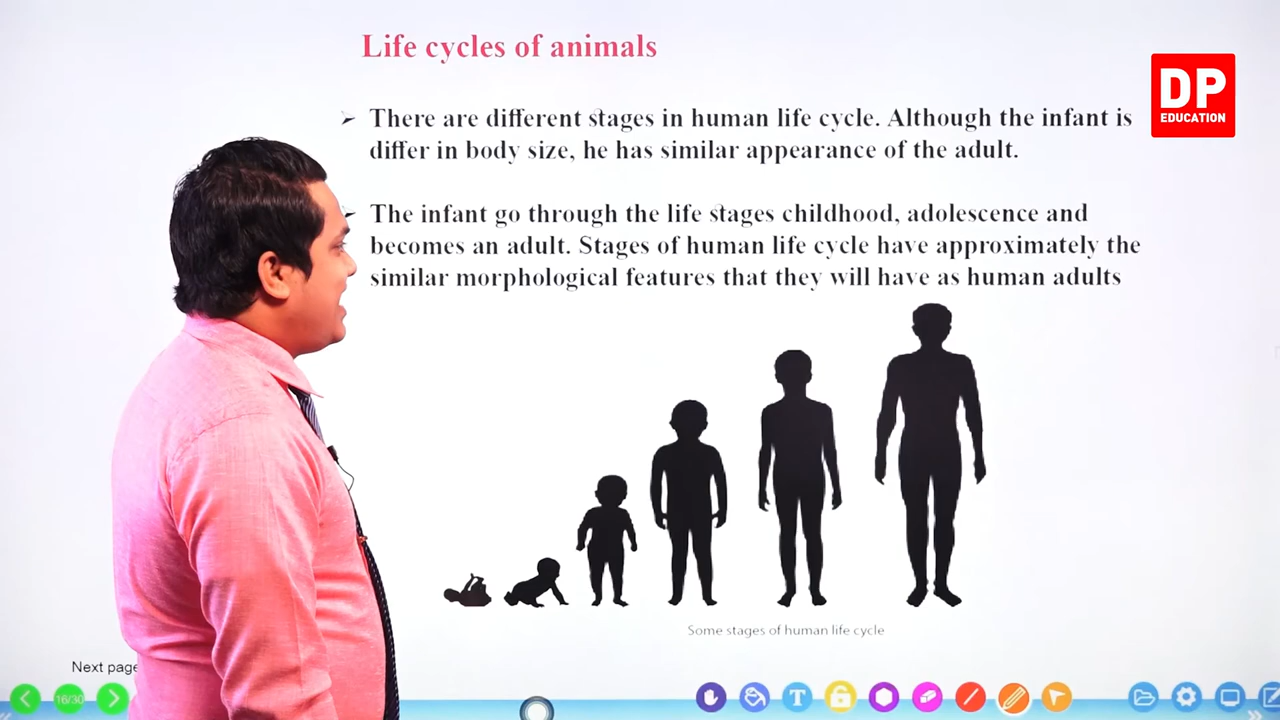 Life cycles of animals
DP
EDUCATION
There are different stages in human life cycle. Although the infant is
differ in body size, he has similar appearance of the adult.
The infant go through the life stages childhood, adolescence and
becomes an adult. Stages of human life cycle have approximately the
similar morphological features that they will have as human adults
Some stages of human life cycle
Next page
16/30
T